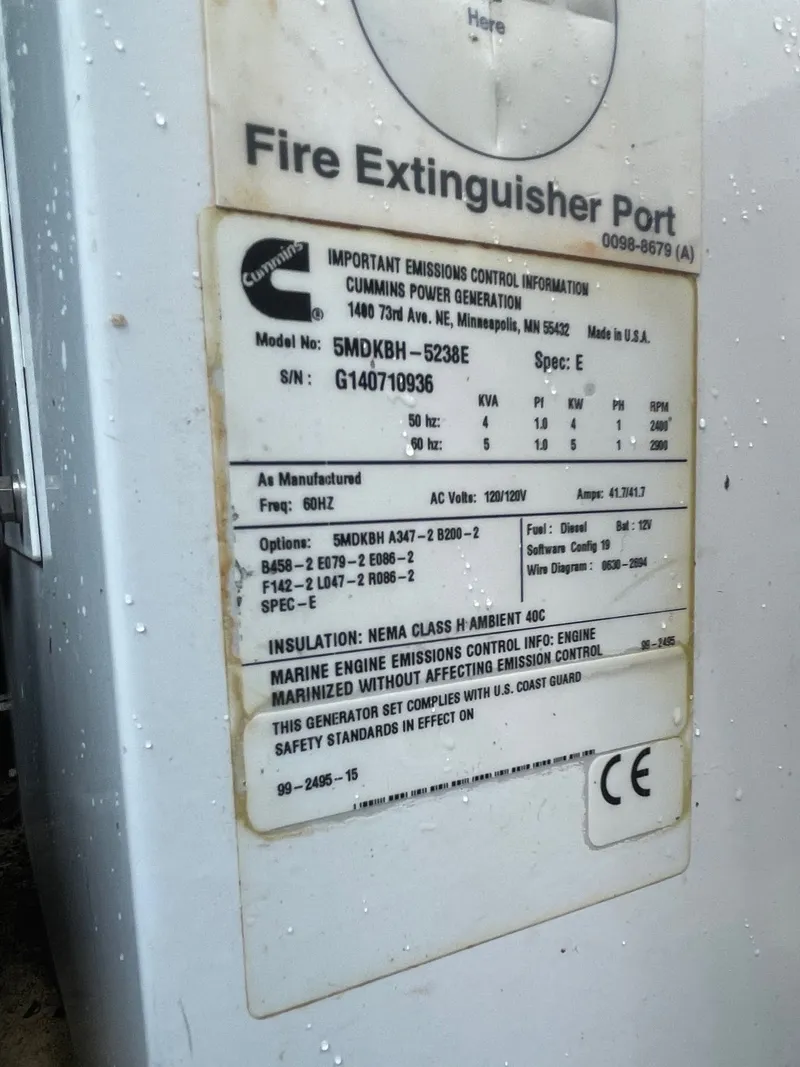 Here
Fire Extinguisher Port
0098-8679 (A)
Cummins
®
IMPORTANT EMISSIONS CONTROL INFORMATION
CUMMINS POWER GENERATION
1400 73rd Ave. NE, Minneapolis, MN 55432 Made in U.S.A.
Model No: 5MDKBH-5238E Spec: E
S/N: G140710936
KVA Pf KW PH RPM
50 hz: 4 1.0 4 1 2400
60 hz: 5 1.0 5 1 2900
As Manufactured
Freq: 60HZ AC Volts: 120/120V Amps: 41.7/41.7
Options: 5MDKBH A347-2 B200-2
B458-2 E079-2 E086-2
F142-2 L047-2 R086-2
SPEC-E
Fuel: Diesel Bat: 12V
Software Config 19
Wire Diagram: 0630-2694
INSULATION: NEMA CLASS H AMBIENT 40C
MARINE ENGINE EMISSIONS CONTROL INFO: ENGINE
MARINIZED WITHOUT AFFECTING EMISSION CONTROL
99-2495
THIS GENERATOR SET COMPLIES WITH U.S. COAST GUARD
SAFETY STANDARDS IN EFFECT ON
99-2495-15
CE